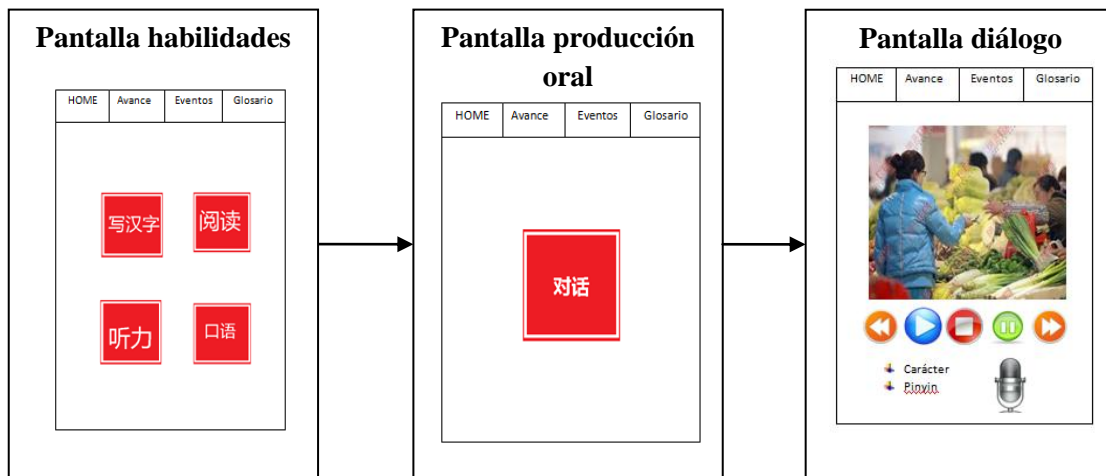 Pantalla habilidades
HOME Avance Eventos Glosario
写汉字 阅读
听力 口语
Pantalla producción
oral
HOME Avance Eventos Glosario
对话
Pantalla diálogo
HOME Avance Eventos Glosario
Carácter
Pinyin